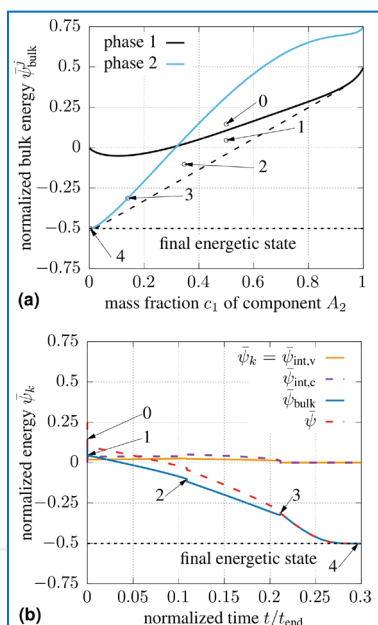 normalized bulk energy ψ̄ʲbulk
0.75
0.5
0.25
0
−0.25
−0.5
−0.75
phase 1
phase 2
0
1
2
3
4
final energetic state
0 0.2 0.4 0.6 0.8 1
(a) mass fraction c₁ of component A₂
normalized energy ψ̄ₖ
0.75
0.5
0.25
0
−0.25
−0.5
−0.75
ψ̄ₖ = ψ̄int,v
ψ̄int,c
ψ̄bulk
ψ̄
0
1
2
3
4
final energetic state
0 0.05 0.1 0.15 0.2 0.25 0.3
(b) normalized time t/tend